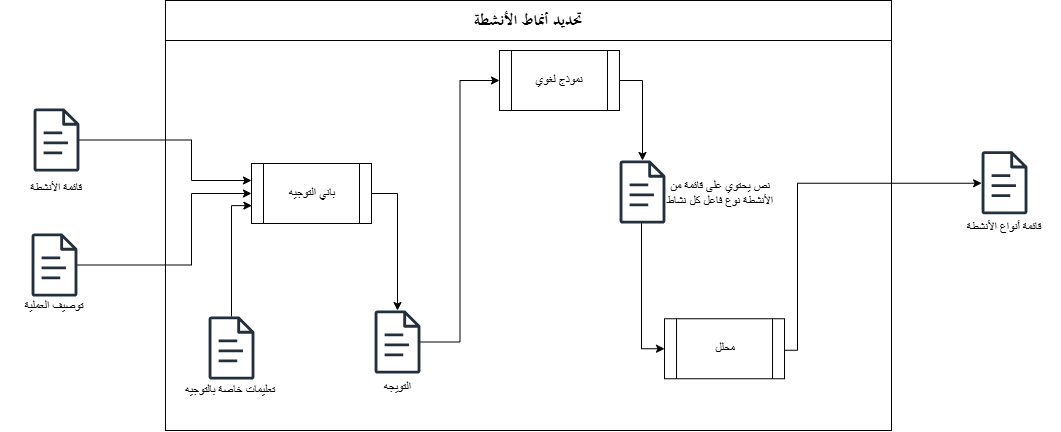 تحديد أنماط الأنشطة
نموذج لغوي
قائمة الأنشطة
باني التوجيه
نص يحتوي على قائمة من
الأنشطة نوع فاعل كل نشاط
قائمة أنواع الأنشطة
توصيف العملية
محلل
تعليمات خاصة بالتوجيه
التويجه